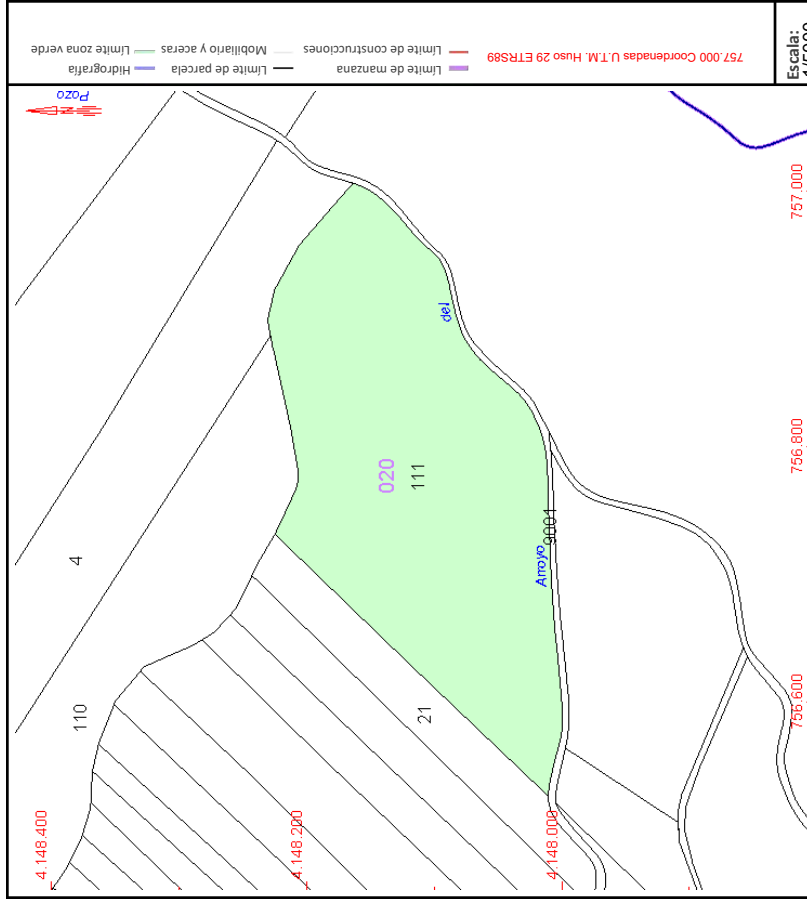 757.000 Coordenadas U.T.M. Huso 29 ETRS89
Límite de manzana
Límite de construcciones
Límite de parcela
Mobiliario y aceras
Hidrografía
Límite zona verde
Escala:
Pozo
del
Arroyo
9001
020
111
4
110
21
4.148.400
4.148.200
4.148.000
757.000
756.800
756.600